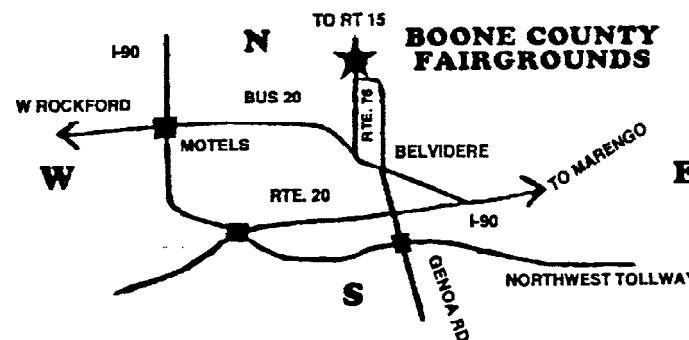 TO RT 15
N
BOONE COUNTY
FAIRGROUNDS
I-90
W ROCKFORD
BUS 20
RTE. 76
MOTELS
BELVIDERE
TO MARENGO
W
E
RTE. 20
I-90
GENOA RD
NORTHWEST TOLLWAY
S